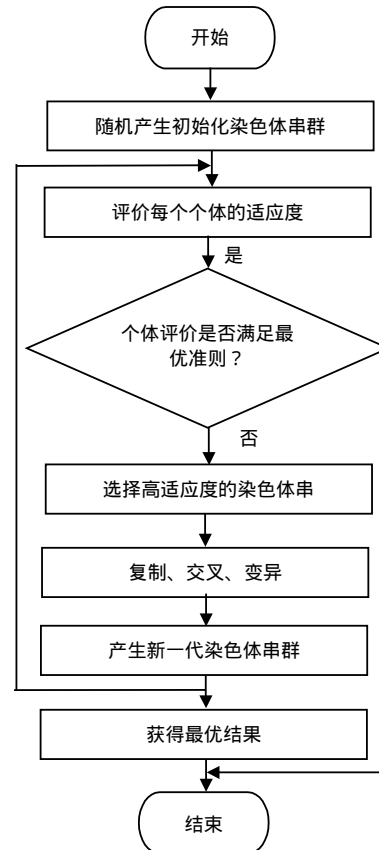 开始
随机产生初始化染色体串群
评价每个个体的适应度
是
个体评价是否满足最
优准则？
否
选择高适应度的染色体串
复制、交叉、变异
产生新一代染色体串群
获得最优结果
结束